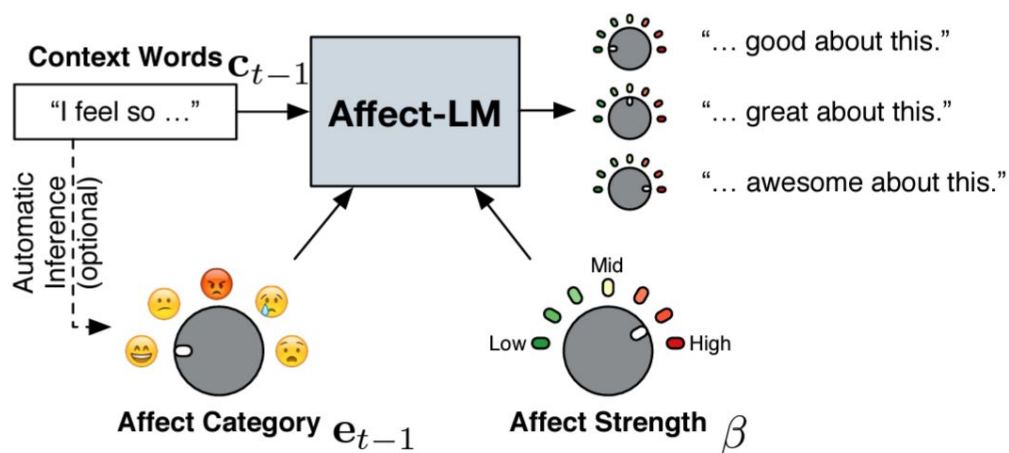 Context Words c_{t−1}
“I feel so …”
Automatic
Inference
(optional)
Affect-LM
“… good about this.”
“… great about this.”
“… awesome about this.”
Mid
Low
High
Affect Category e_{t−1}
Affect Strength β